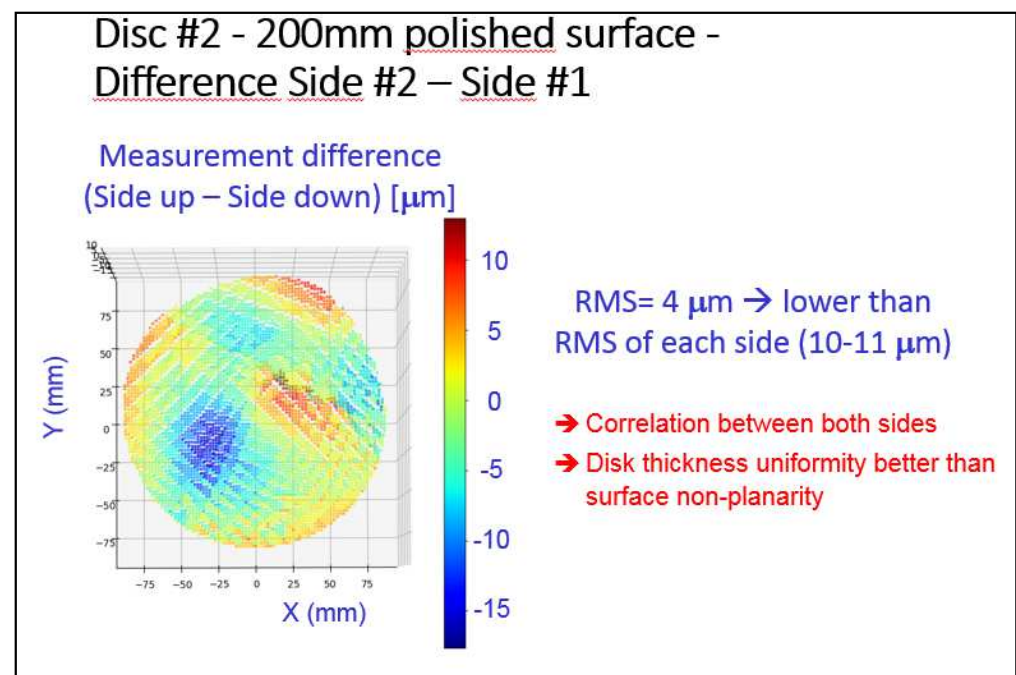 Disc #2 - 200mm polished surface -
Difference Side #2 – Side #1
Measurement difference
(Side up – Side down) [μm]
10
5
0
-5
-10
-15
Y (mm)
75
50
25
0
−25
−50
−75
−75 −50 −25 0 25 50 75
X (mm)
RMS= 4 μm → lower than
RMS of each side (10-11 μm)
→ Correlation between both sides
→ Disk thickness uniformity better than
surface non-planarity